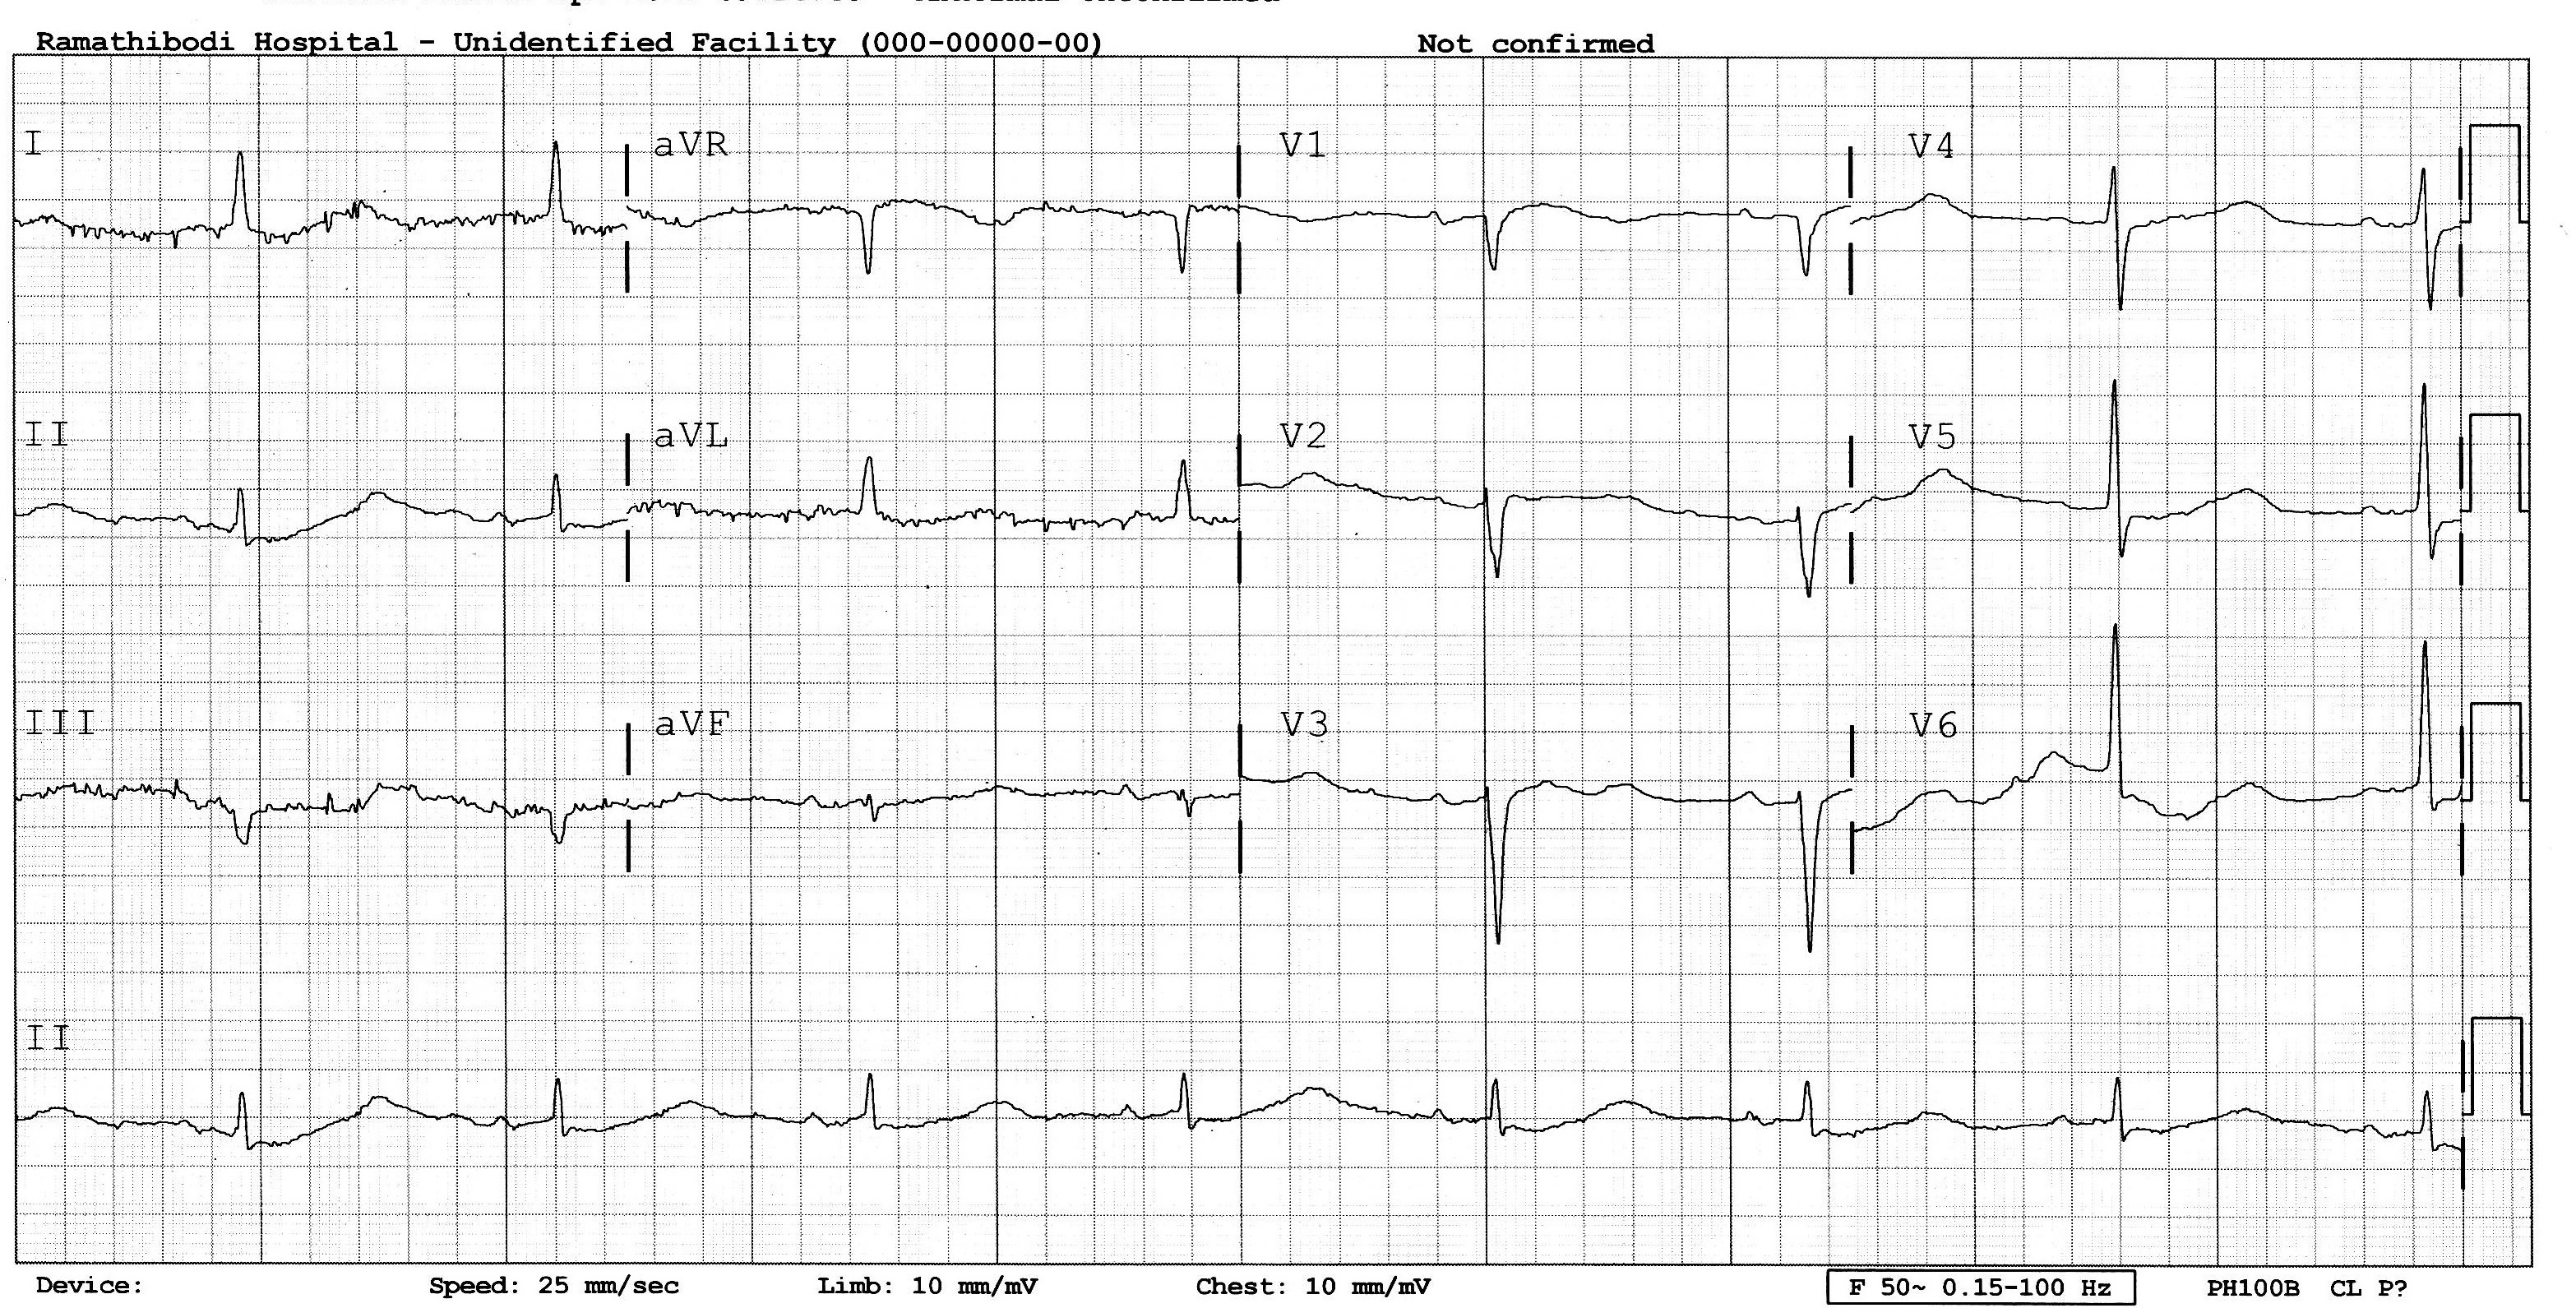 Ramathibodi Hospital - Unidentified Facility (000-00000-00) Not confirmed
I aVR V1 V4
II aVL V2 V5
III aVF V3 V6
II
Device: Speed: 25 mm/sec Limb: 10 mm/mV Chest: 10 mm/mV F 50~ 0.15-100 Hz PH100B CL P?